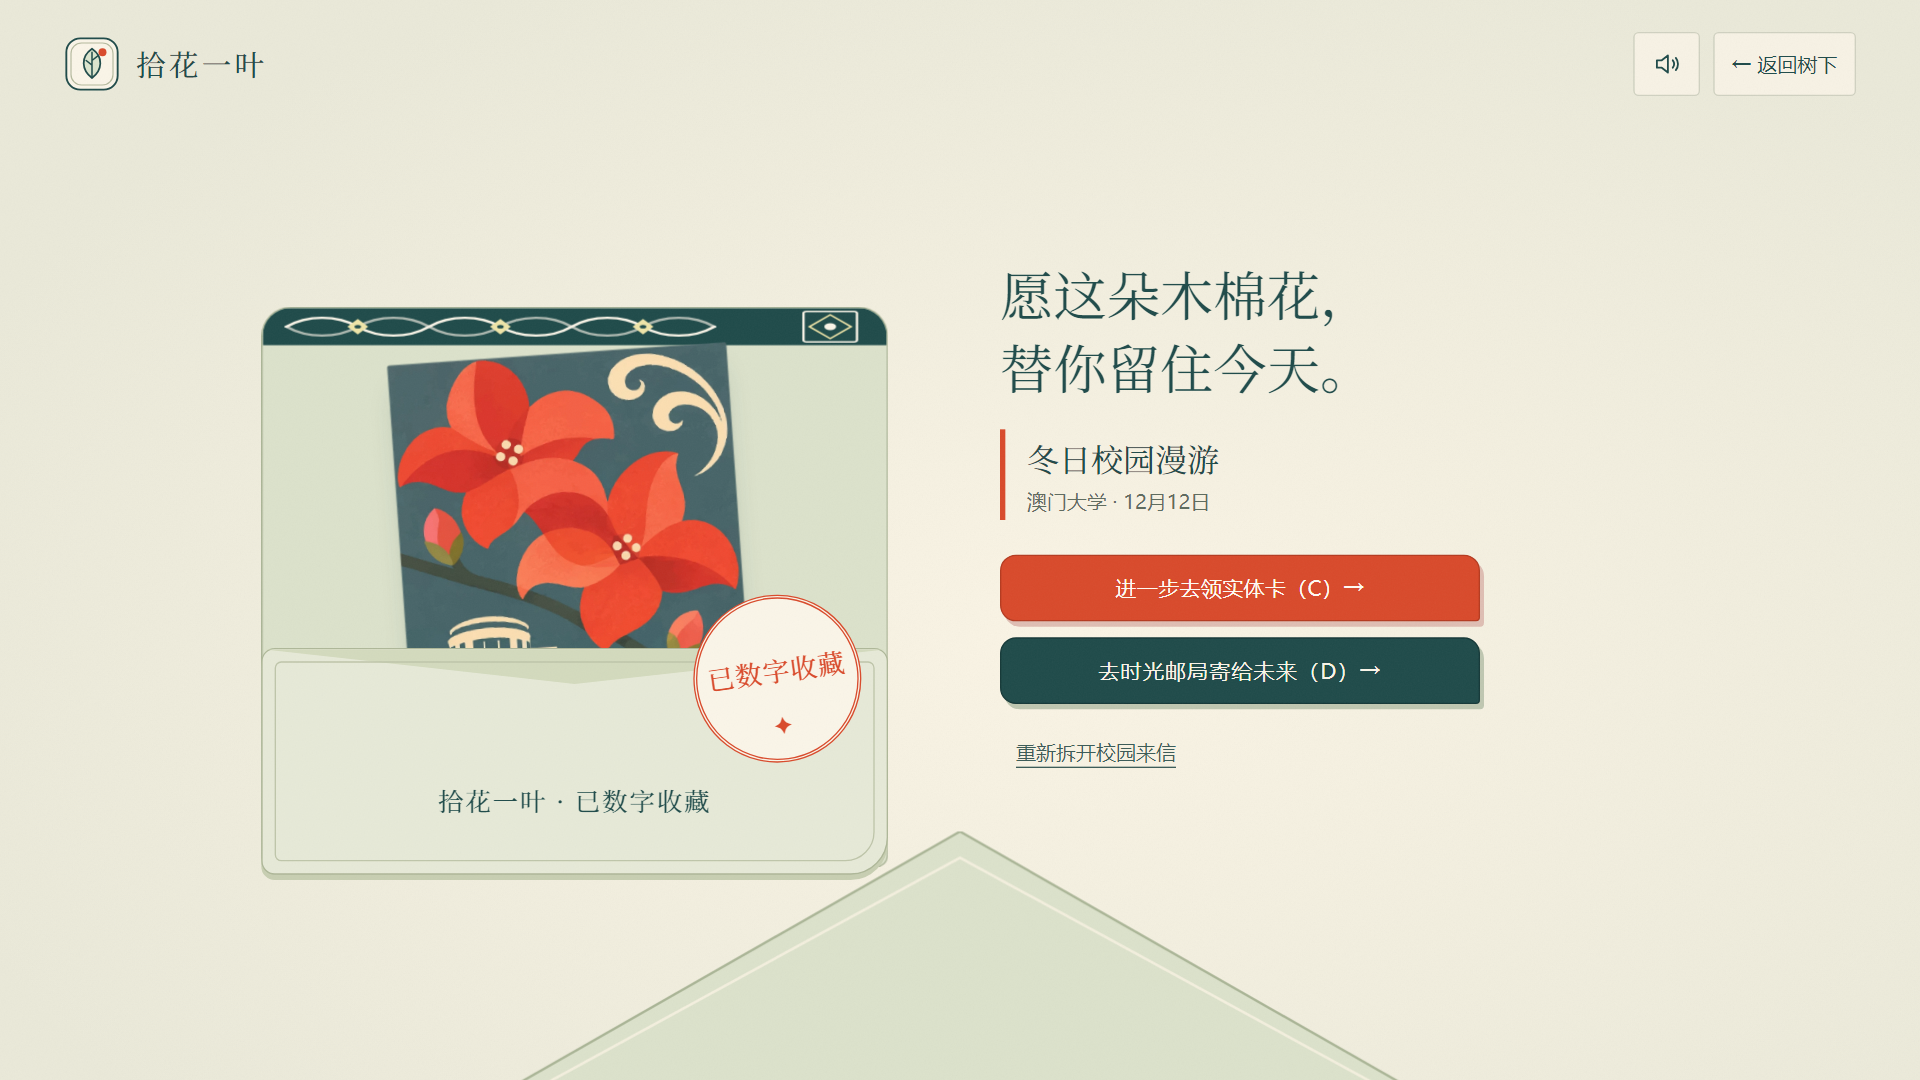 拾花一叶
← 返回树下
愿这朵木棉花，
替你留住今天。
冬日校园漫游
澳门大学 · 12月12日
进一步去领实体卡（C）→
去时光邮局寄给未来（D）→
重新拆开校园来信
已数字收藏
拾花一叶 · 已数字收藏